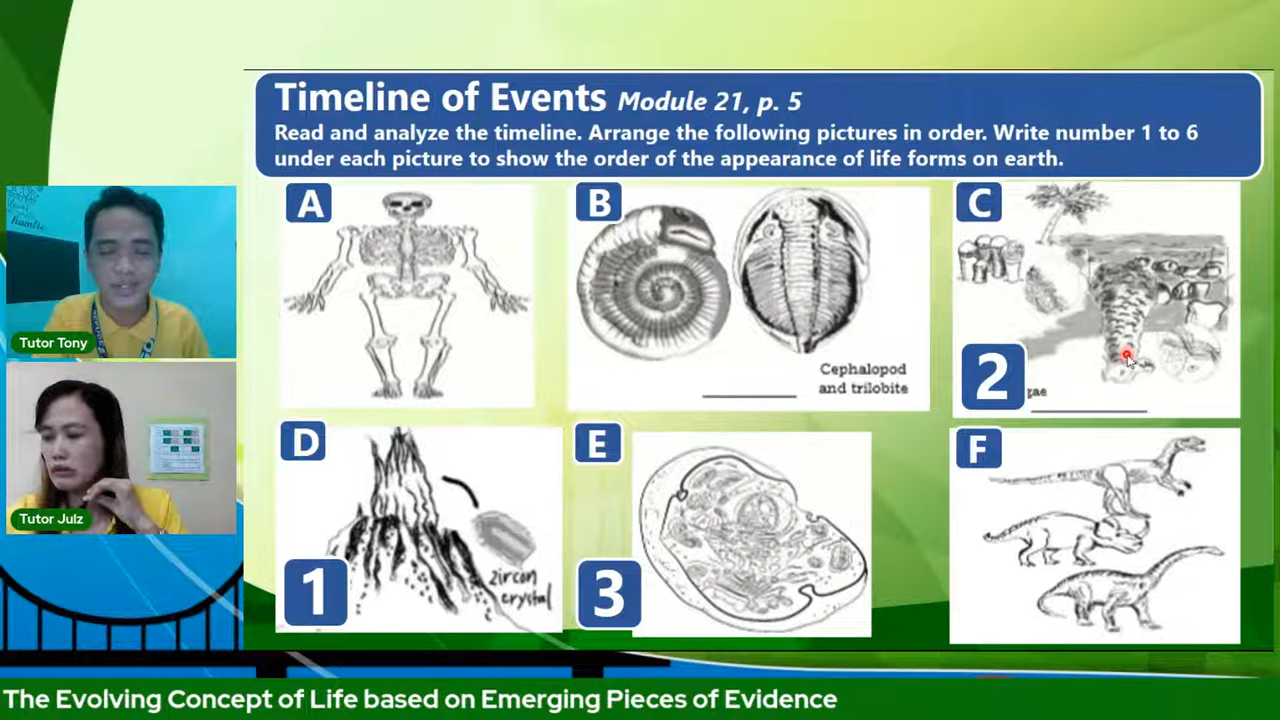 Timeline of Events Module 21, p. 5
Read and analyze the timeline. Arrange the following pictures in order. Write number 1 to 6
under each picture to show the order of the appearance of life forms on earth.
A
B
C
Cephalopod
and trilobite
2
gae
D
E
F
1
zircon
crystal
3
humble
Tutor Tony
Tutor Julz
The Evolving Concept of Life based on Emerging Pieces of Evidence